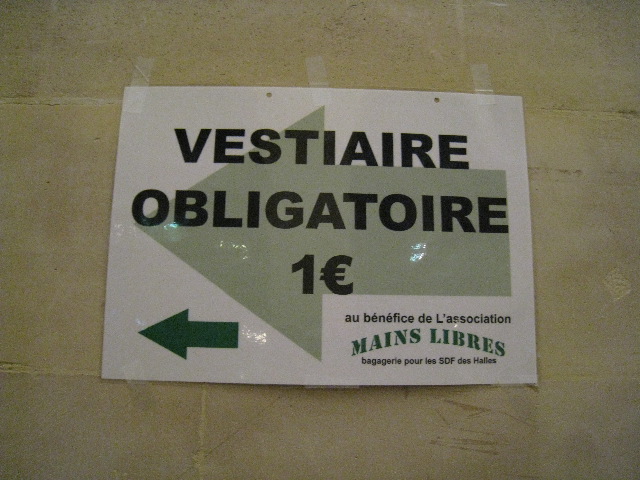 VESTIAIRE
OBLIGATOIRE
1€
au bénéfice de L'association
MAINS LIBRES
bagagerie pour les SDF des Halles